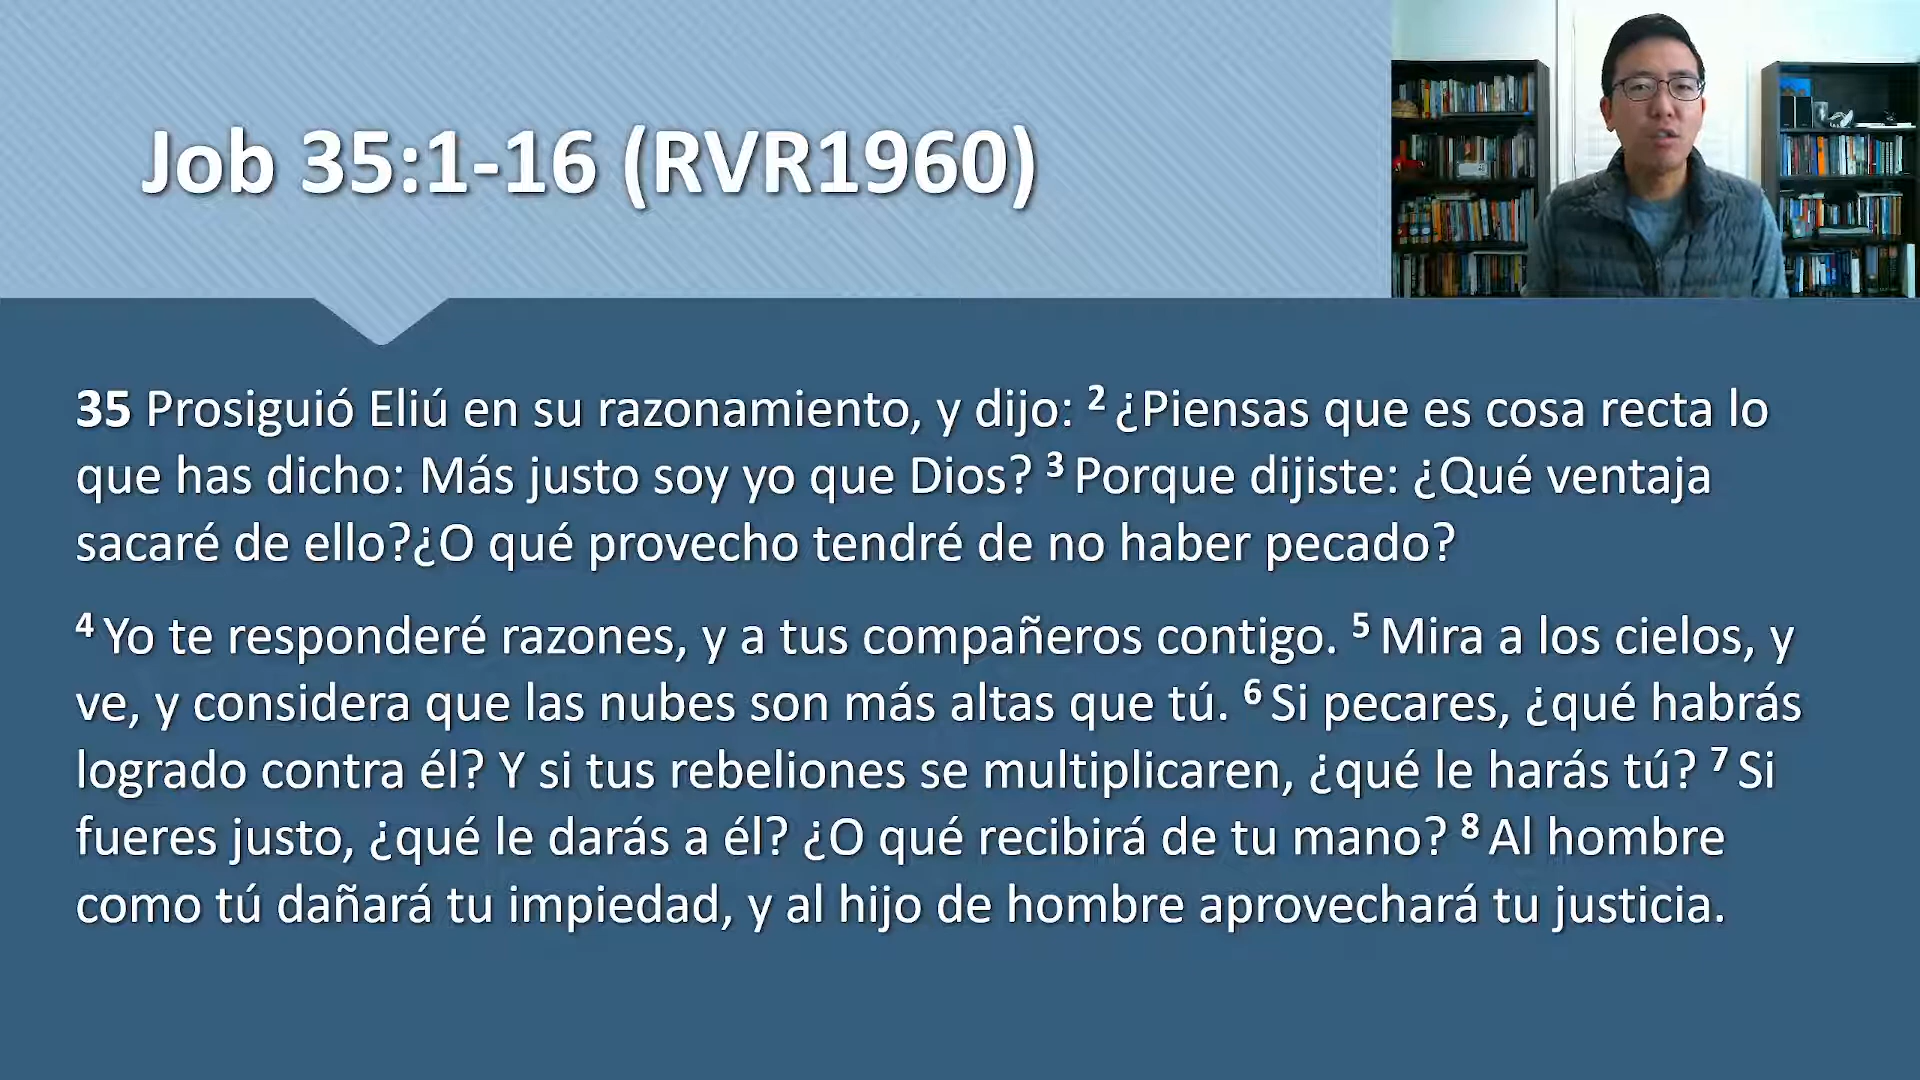 Job 35:1-16 (RVR1960)
35 Prosiguió Eliú en su razonamiento, y dijo: 2 ¿Piensas que es cosa recta lo
que has dicho: Más justo soy yo que Dios? 3 Porque dijiste: ¿Qué ventaja
sacaré de ello?¿O qué provecho tendré de no haber pecado?
4 Yo te responderé razones, y a tus compañeros contigo. 5 Mira a los cielos, y
ve, y considera que las nubes son más altas que tú. 6 Si pecares, ¿qué habrás
logrado contra él? Y si tus rebeliones se multiplicaren, ¿qué le harás tú? 7 Si
fueres justo, ¿qué le darás a él? ¿O qué recibirá de tu mano? 8 Al hombre
como tú dañará tu impiedad, y al hijo de hombre aprovechará tu justicia.